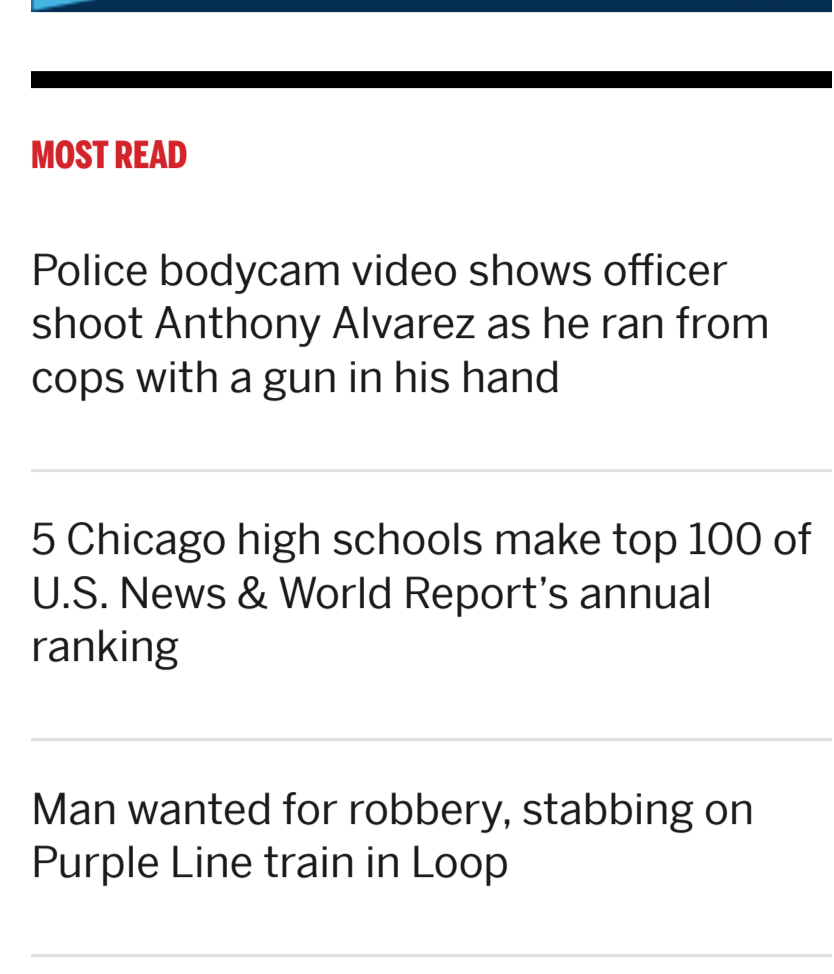 MOST READ
Police bodycam video shows officer
shoot Anthony Alvarez as he ran from
cops with a gun in his hand
5 Chicago high schools make top 100 of
U.S. News & World Report’s annual
ranking
Man wanted for robbery, stabbing on
Purple Line train in Loop